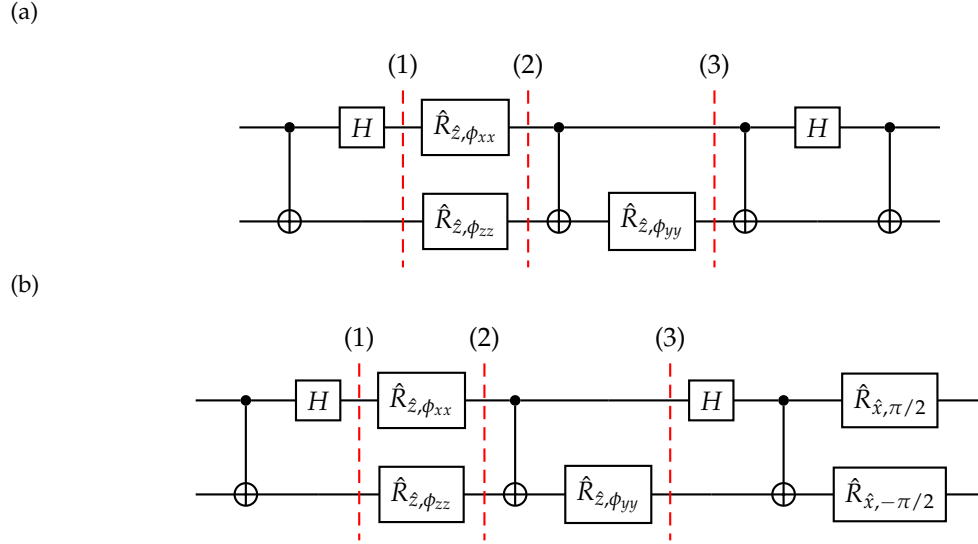 (a)
(1) (2) (3)
H R̂_{ẑ,ϕ_{xx}} H
R̂_{ẑ,ϕ_{zz}} R̂_{ẑ,ϕ_{yy}}
(b)
(1) (2) (3)
H R̂_{ẑ,ϕ_{xx}} H R̂_{x̂,π/2}
R̂_{ẑ,ϕ_{zz}} R̂_{ẑ,ϕ_{yy}} R̂_{x̂,−π/2}